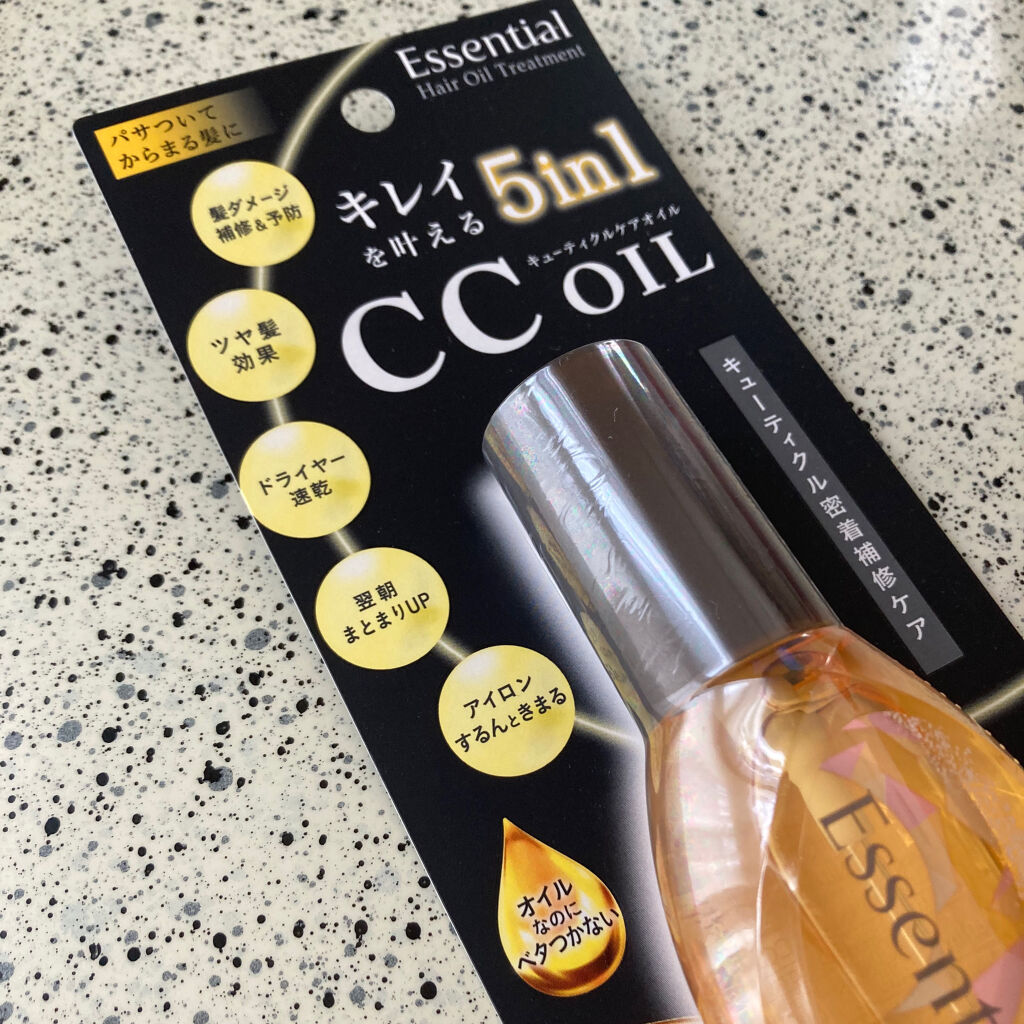 Essential
Hair Oil Treatment
パサついて
からまる髪に
キレイ
を叶える
5in1
キューティクルケアオイル
CC OIL
髪ダメージ
補修&予防
ツヤ髪
効果
ドライヤー
速乾
翌朝
まとまりUP
アイロン
するんときまる
キューティクル密着補修ケア
オイル
なのに
ベタつかない
Essent